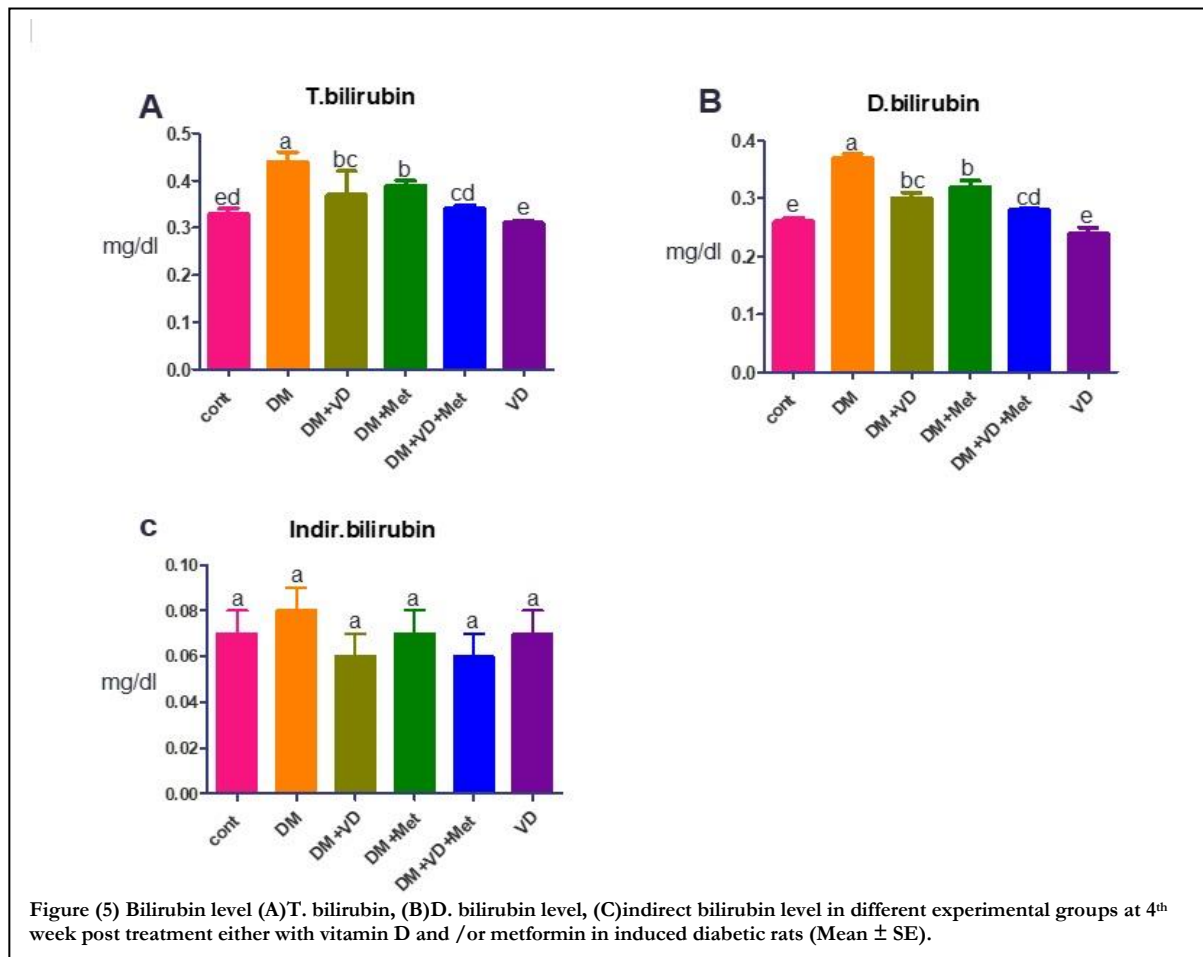 A
T.bilirubin
mg/dl
0.5
0.4
0.3
0.2
0.1
0.0
ed
a
bc
b
cd
e
cont
DM
DM+VD
DM+Met
DM+VD+Met
VD
B
D.bilirubin
mg/dl
0.4
0.3
0.2
0.1
0.0
e
a
bc
b
cd
e
cont
DM
DM+VD
DM+Met
DM+VD+Met
VD
c
Indir.bilirubin
mg/dl
0.10
0.08
0.06
0.04
0.02
0.00
a
a
a
a
a
a
cont
DM
DM+VD
DM+Met
DM+VD+Met
VD
Figure (5) Bilirubin level (A)T. bilirubin, (B)D. bilirubin level, (C)indirect bilirubin level in different experimental groups at 4th
week post treatment either with vitamin D and /or metformin in induced diabetic rats (Mean ± SE).